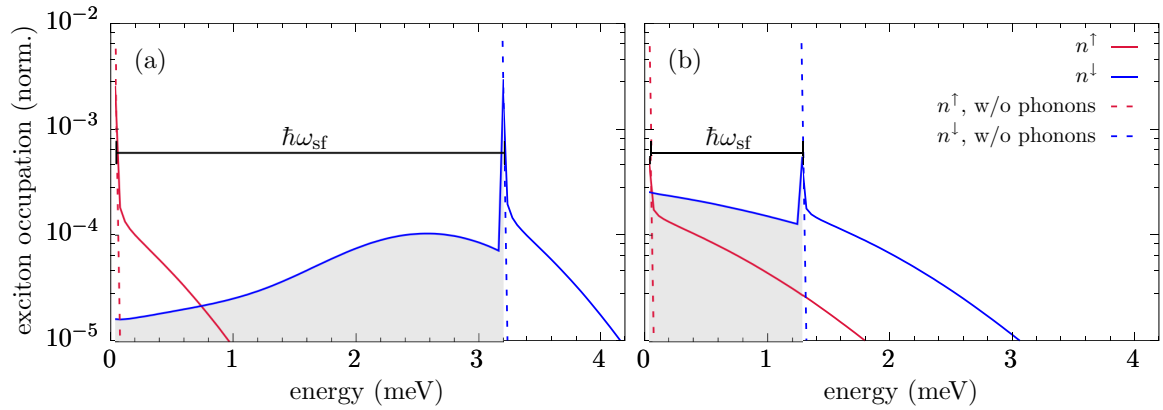 exciton occupation (norm.)
10⁻²
10⁻³
10⁻⁴
10⁻⁵
(a)
ħω_sf
0 1 2 3 4
energy (meV)
(b)
ħω_sf
n↑
n↓
n↑, w/o phonons
n↓, w/o phonons
0 1 2 3 4
energy (meV)